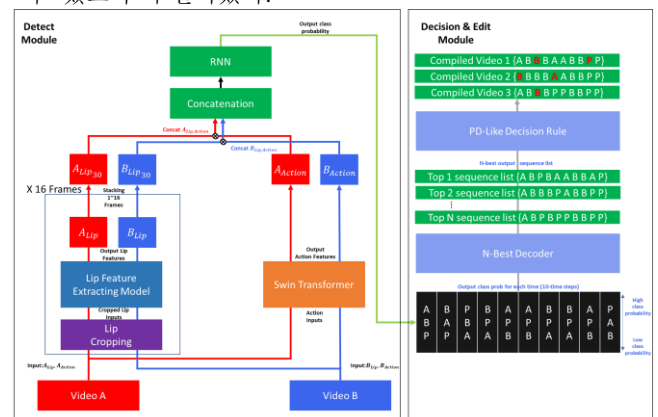 Detect
Module
Output class
probability
RNN
Concatenation
Concat A_Lip,Action
Concat B_Lip,Action
A_Lip30
B_Lip30
A_Action
B_Action
X 16 Frames
Stacking
1~16
Frames
A_Lip
B_Lip
Output Lip
Features
Output
Action Features
Lip Feature
Extracting Model
Swin Transformer
Cropped Lip
Inputs
Action
Inputs
Lip
Cropping
Input:A_Lip, A_Action
Input:B_Lip, B_Action
Video A
Video B
Decision & Edit
Module
Compiled Video 1 {A B B B A A B B P P}
Compiled Video 2 {B B B B A A B B P P}
Compiled Video 3 {A B B B P P B B P P}
PD-Like Decision Rule
N-best output sequence list
Top 1 sequence list {A B P B A A B B A P}
Top 2 sequence list {A B B B P A B B P P}
⋮
Top N sequence list {A B P B P P B B P P}
N-Best Decoder
Output class prob for each time (10-time-steps)
A B P B A A B B A P
B A B P B P A A P A
P P A A P B P P B B
High
class
probability
Low
class
probability